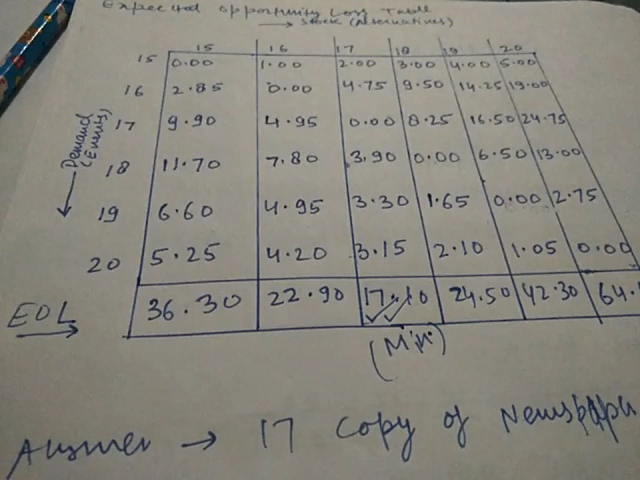 Expected opportunity Loss Table
→ Stock (Alternatives)
15 16 17 18 19 20
15 0.00 1.00 2.00 3.00 4.00 5.00
16 2.85 0.00 4.75 9.50 14.25 19.00
17 9.90 4.95 0.00 8.25 16.50 24.75
18 11.70 7.80 3.90 0.00 6.50 13.00
19 6.60 4.95 3.30 1.65 0.00 2.75
20 5.25 4.20 3.15 2.10 1.05 0.00
Demand
(Events)
EOL 36.30 22.90 17.10 24.50 42.30 64.
→
(Min)
Answer → 17 Copy of